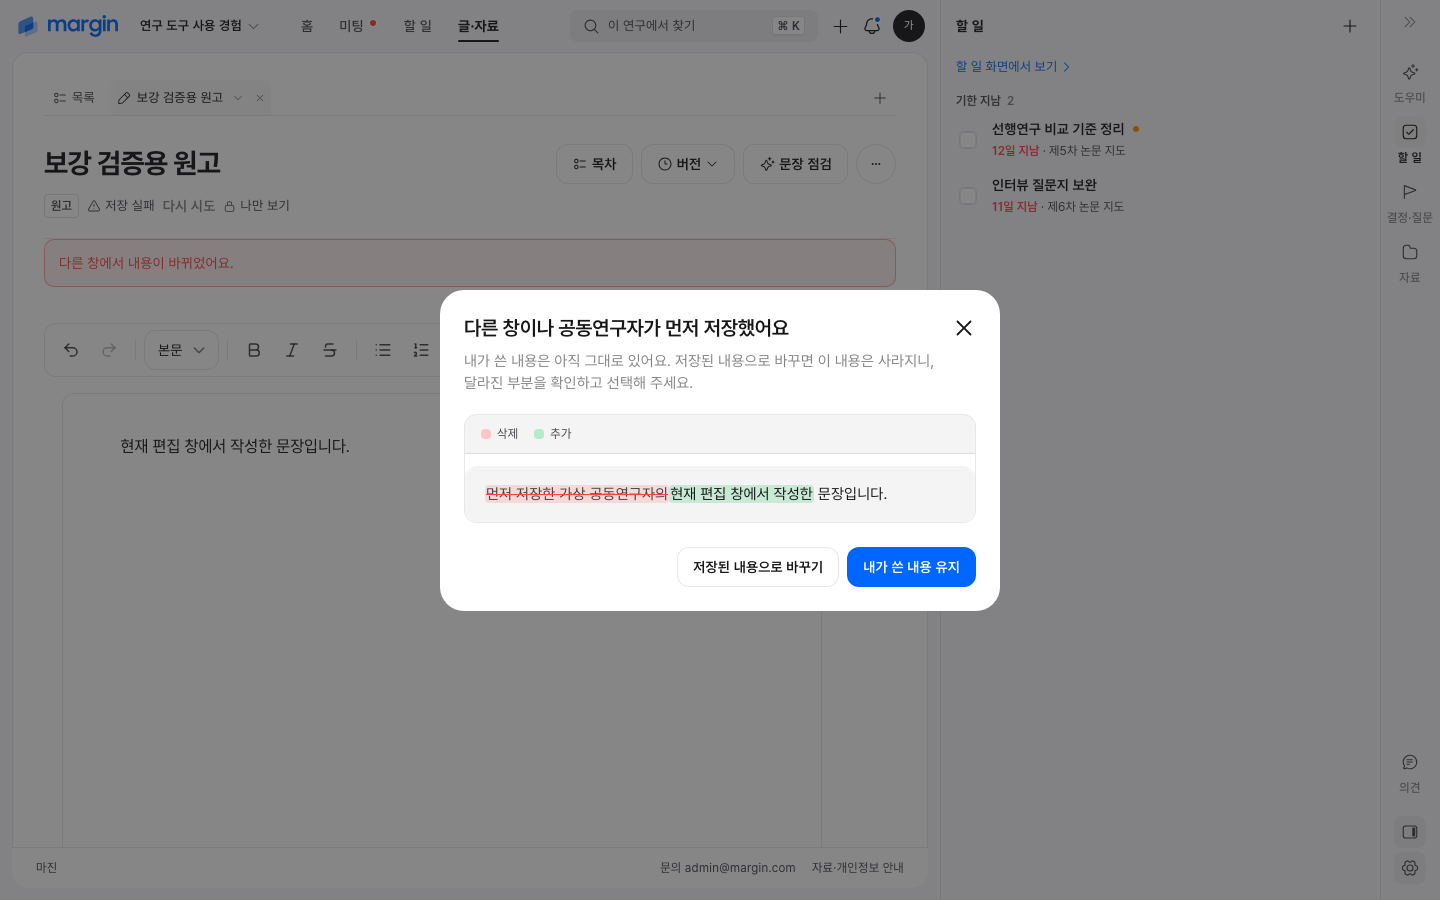 margin
연구 도구 사용 경험
홈
미팅
할 일
글·자료
이 연구에서 찾기
⌘ K
가
목록
보강 검증용 원고
보강 검증용 원고
목차
버전
문장 점검
원고
저장 실패
다시 시도
나만 보기
다른 창에서 내용이 바뀌었어요.
본문
현재 편집 창에서 작성한 문장입니다.
다른 창이나 공동연구자가 먼저 저장했어요
내가 쓴 내용은 아직 그대로 있어요. 저장된 내용으로 바꾸면 이 내용은 사라지니,
달라진 부분을 확인하고 선택해 주세요.
삭제
추가
먼저 저장한 가상 공동연구자의현재 편집 창에서 작성한 문장입니다.
저장된 내용으로 바꾸기
내가 쓴 내용 유지
마진
문의 admin@margin.com
자료·개인정보 안내
할 일
할 일 화면에서 보기
기한 지남 2
선행연구 비교 기준 정리
12일 지남 · 제5차 논문 지도
인터뷰 질문지 보완
11일 지남 · 제6차 논문 지도
도우미
할 일
결정·질문
자료
의견